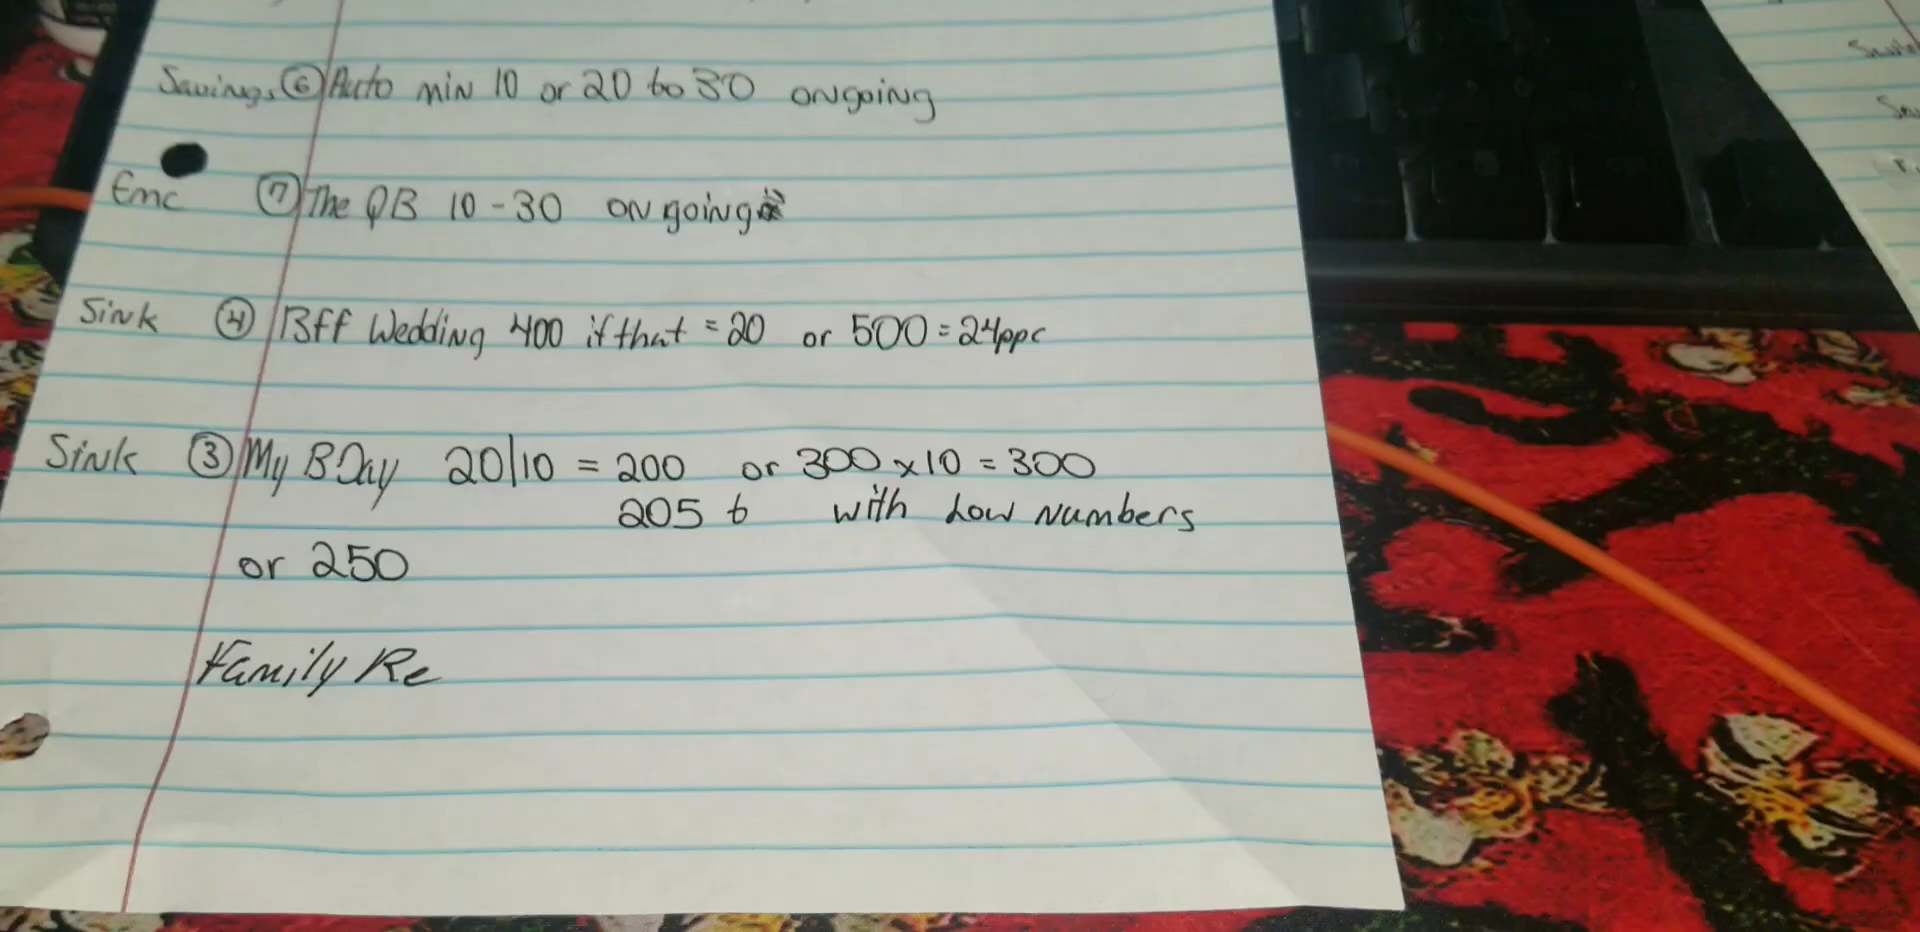 Savings ⑥ Auto min 10 or 20 to 30 ongoing
Emc ⑦ The QB 10-30 ongoing
Sink ④ Bff Wedding 400 if that = 20 or 500 = 24ppc
Sink ③ My BDay 20|10 = 200 or 300 x 10 = 300
205 b with Low numbers
or 250
Family Re